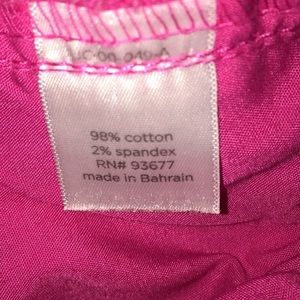 98% cotton
2% spandex
RN# 93677
made in Bahrain